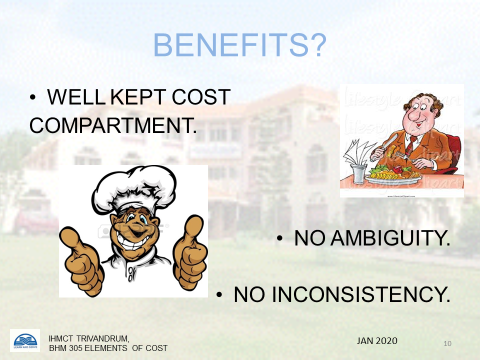 BENEFITS?
• WELL KEPT COST
COMPARTMENT.
• NO AMBIGUITY.
• NO INCONSISTENCY.
IHMCT TRIVANDRUM,
BHM 305 ELEMENTS OF COST
JAN 2020
10